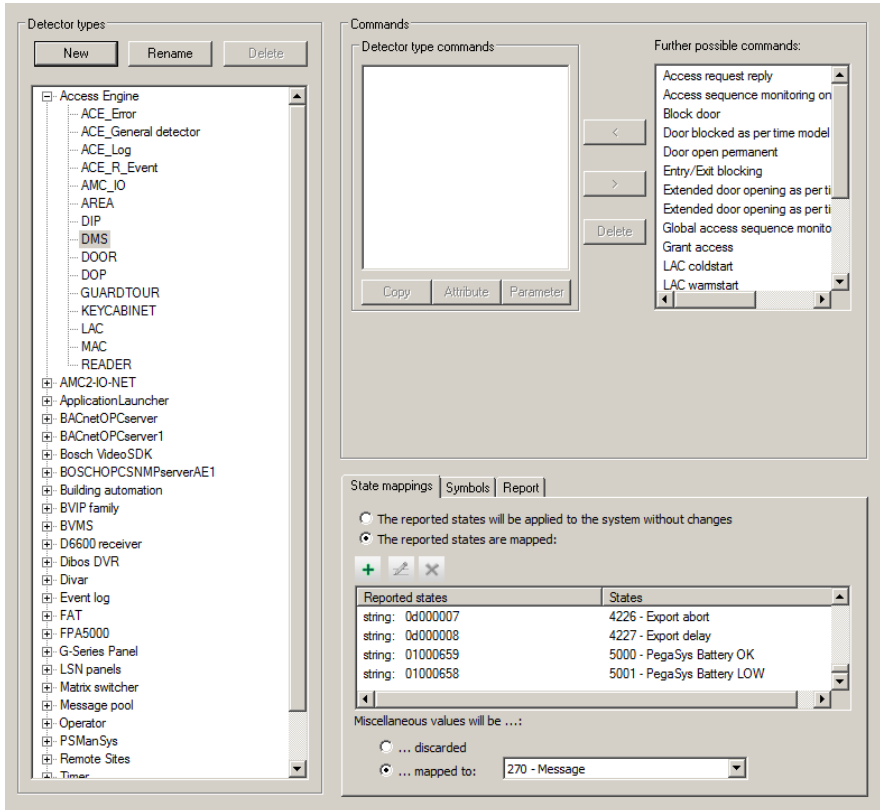 Detector types
New Rename Delete
Access Engine
ACE_Error
ACE_General detector
ACE_Log
ACE_R_Event
AMC_IO
AREA
DIP
DMS
DOOR
DOP
GUARDTOUR
KEYCABINET
LAC
MAC
READER
AMC2-IO-NET
ApplicationLauncher
BACnetOPCserver
BACnetOPCserver1
Bosch VideoSDK
BOSCHOPCSNMPserverAE1
Building automation
BVIP family
BVMS
D6600 receiver
Dibos DVR
Divar
Event log
FAT
FPA5000
G-Series Panel
LSN panels
Matrix switcher
Message pool
Operator
PSManSys
Remote Sites
Timer
Commands
Detector type commands
Copy Attribute Parameter
<
>
Delete
Further possible commands:
Access request reply
Access sequence monitoring on
Block door
Door blocked as per time model
Door open permanent
Entry/Exit blocking
Extended door opening as per ti
Extended door opening as per ti
Global access sequence monito
Grant access
LAC coldstart
LAC warmstart
State mappings Symbols Report
The reported states will be applied to the system without changes
The reported states are mapped:
Reported states States
string: 0d000007 4226 - Export abort
string: 0d000008 4227 - Export delay
string: 01000659 5000 - PegaSys Battery OK
string: 01000658 5001 - PegaSys Battery LOW
Miscellaneous values will be ...:
... discarded
... mapped to: 270 - Message